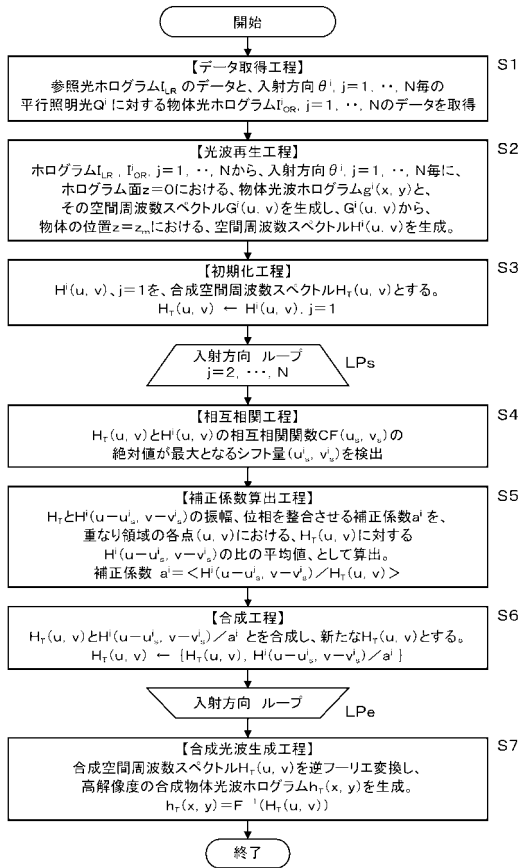 開始
S1
【データ取得工程】
参照光ホログラムI_LR のデータと、入射方向θ^j, j=1, ・・, N毎の
平行照明光Q^j に対する物体光ホログラムI^j_OR, j=1, ・・, Nのデータを取得
S2
【光波再生工程】
ホログラムI_LR , I^j_OR, j=1, ・・, Nから、入射方向θ^j, j=1, ・・, N毎に、
ホログラム面z=0における、物体光波ホログラムg^j(x, y)と、
その空間周波数スペクトルG^j(u, v)を生成し、G^j(u, v)から、
物体の位置z=z_mにおける、空間周波数スペクトルH^j(u, v)を生成。
S3
【初期化工程】
H^j(u, v)、j=1を、合成空間周波数スペクトルH_T(u, v)とする。
H_T(u, v) ← H^j(u, v), j=1
入射方向 ループ
j=2, ・・・, N
LPs
S4
【相互相関工程】
H_T(u, v)とH^j(u, v)の相互相関関数CF(u_s, v_s)の
絶対値が最大となるシフト量(u^j_s, v^j_s)を検出
S5
【補正係数算出工程】
H_TとH^j(u−u^j_s, v−v^j_s)の振幅、位相を整合させる補正係数a^jを、
重なり領域の各点(u, v)における、H_T(u, v)に対する
H^j(u−u^j_s, v−v^j_s)の比の平均値、として算出。
補正係数 a^j=<H^j(u−u^j_s, v−v^j_s)/H_T(u, v)>
S6
【合成工程】
H_T(u, v)とH^j(u−u^j_s, v−v^j_s)/a^j とを合成し、新たなH_T(u, v)とする。
H_T(u, v) ← {H_T(u, v), H^j(u−u^j_s, v−v^j_s)/a^j }
入射方向 ループ
LPe
S7
【合成光波生成工程】
合成空間周波数スペクトルH_T(u, v)を逆フーリエ変換し、
高解像度の合成物体光波ホログラムh_T(x, y)を生成。
h_T(x, y)=F^−1(H_T(u, v))
終了